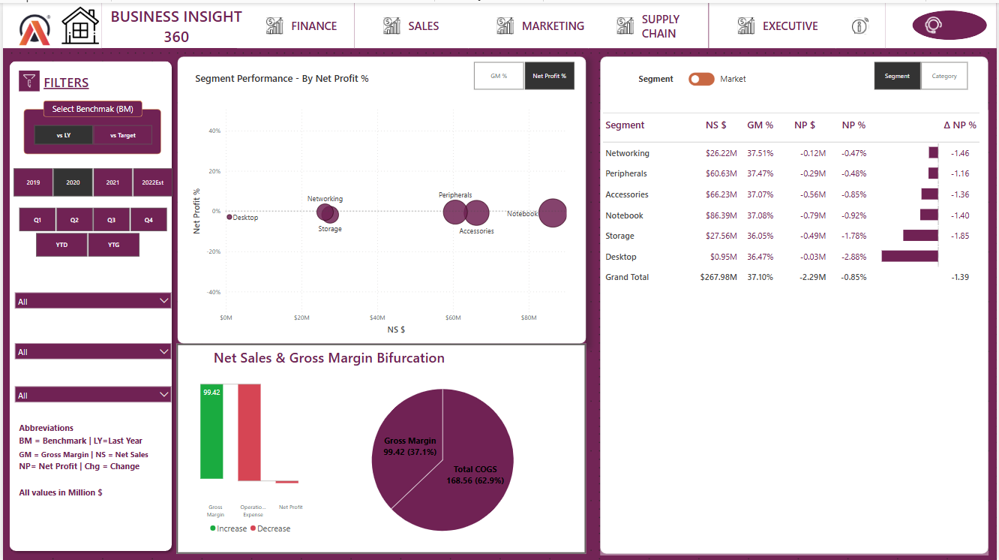 BUSINESS INSIGHT
360
FINANCE
SALES
MARKETING
SUPPLY
CHAIN
EXECUTIVE
FILTERS
Select Benchmak (BM)
vs LY
vs Target
2019
2020
2021
2022Est
Q1
Q2
Q3
Q4
YTD
YTG
All
All
All
Abbreviations
BM = Benchmark | LY=Last Year
GM = Gross Margin | NS = Net Sales
NP= Net Profit | Chg = Change
All values in Million $
Segment Performance - By Net Profit %
GM %
Net Profit %
Net Profit %
40%
20%
0%
-20%
-40%
Desktop
Networking
Storage
Peripherals
Accessories
Notebook
$0M
$20M
$40M
$60M
$80M
NS $
Net Sales & Gross Margin Bifurcation
99.42
Gross
Margin
Operatio...
Expense
Net Profit
Increase
Decrease
Gross Margin
99.42 (37.1%)
Total COGS
168.56 (62.9%)
Segment
Market
Segment
Category
Segment NS $ GM % NP $ NP % Δ NP %
Networking $26.22M 37.51% -0.12M -0.47% -1.46
Peripherals $60.63M 37.47% -0.29M -0.48% -1.16
Accessories $66.23M 37.07% -0.56M -0.85% -1.36
Notebook $86.39M 37.08% -0.79M -0.92% -1.40
Storage $27.56M 36.05% -0.49M -1.78% -1.85
Desktop $0.95M 36.47% -0.03M -2.88%
Grand Total $267.98M 37.10% -2.29M -0.85% -1.39